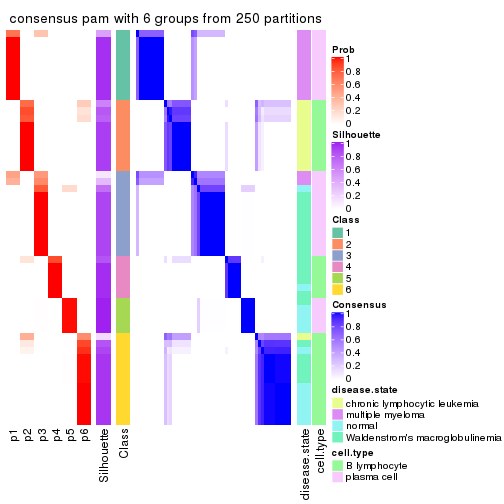 consensus pam with 6 groups from 250 partitions
Prob
1
0.8
0.6
0.4
0.2
0
Silhouette
1
0.8
0.6
0.4
0.2
0
Class
1
2
3
4
5
6
Consensus
1
0.8
0.6
0.4
0.2
0
disease.state
chronic lymphocytic leukemia
multiple myeloma
normal
Waldenstrom's macroglobulinemia
cell.type
B lymphocyte
plasma cell
p1
p2
p3
p4
p5
p6
Silhouette
Class
disease.state
cell.type